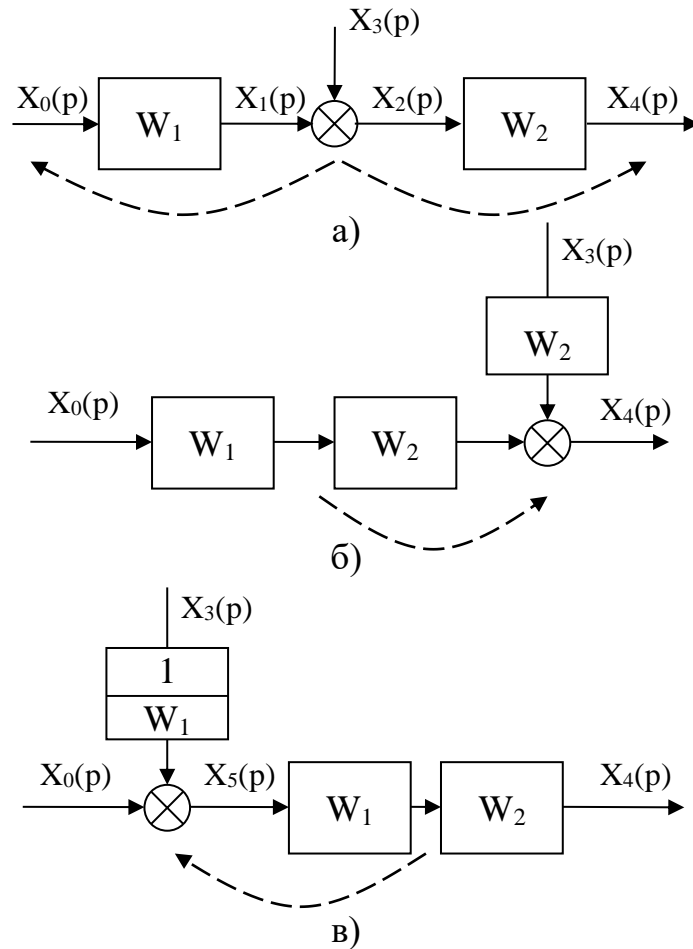 X₃(p)
X₀(p) X₁(p) X₂(p) X₄(p)
W₁ W₂
а)
X₃(p)
W₂
X₀(p) X₄(p)
W₁ W₂
б)
X₃(p)
1
W₁
X₀(p) X₅(p) X₄(p)
W₁ W₂
в)